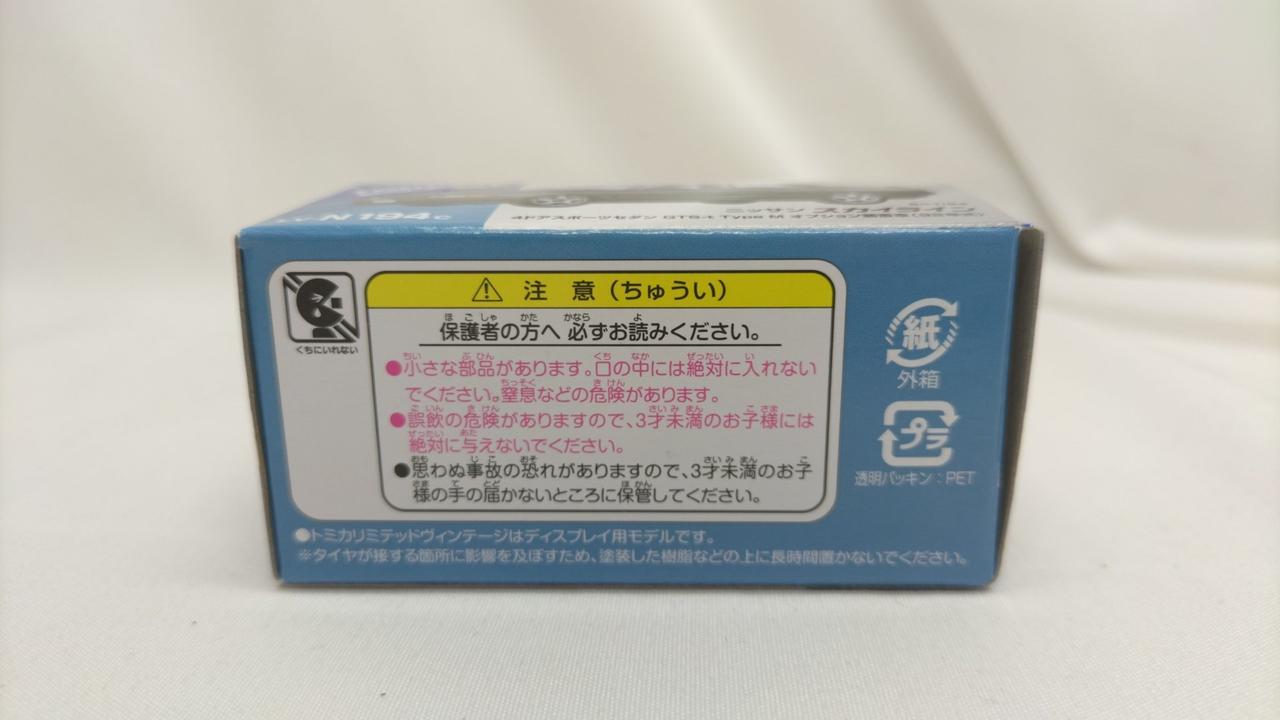 N194c
ニッサン スカイライン
4ドアスポーツセダン GTS-t Type M オプション
くちにいれない
注 意（ちゅうい）
保護者の方へ 必ずお読みください。
●小さな部品があります。口の中には絶対に入れない
でください。窒息などの危険があります。
●誤飲の危険がありますので、3才未満のお子様には
絶対に与えないでください。
●思わぬ事故の恐れがありますので、3才未満のお子
様の手の届かないところに保管してください。
紙
外箱
プラ
透明パッキン：PET
●トミカリミテッドヴィンテージはディスプレイ用モデルです。
※タイヤが接する箇所に影響を及ぼすため、塗装した樹脂などの上に長時間置かないでください。